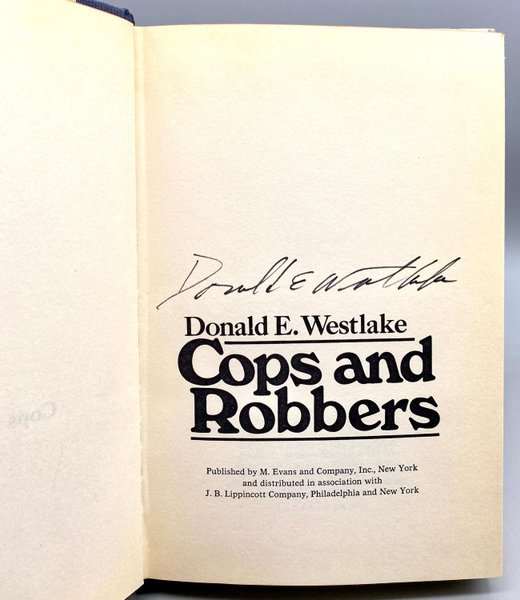 Donald E Westlake
Donald E. Westlake
Cops and
Robbers
Published by M. Evans and Company, Inc., New York
and distributed in association with
J. B. Lippincott Company, Philadelphia and New York
Cops